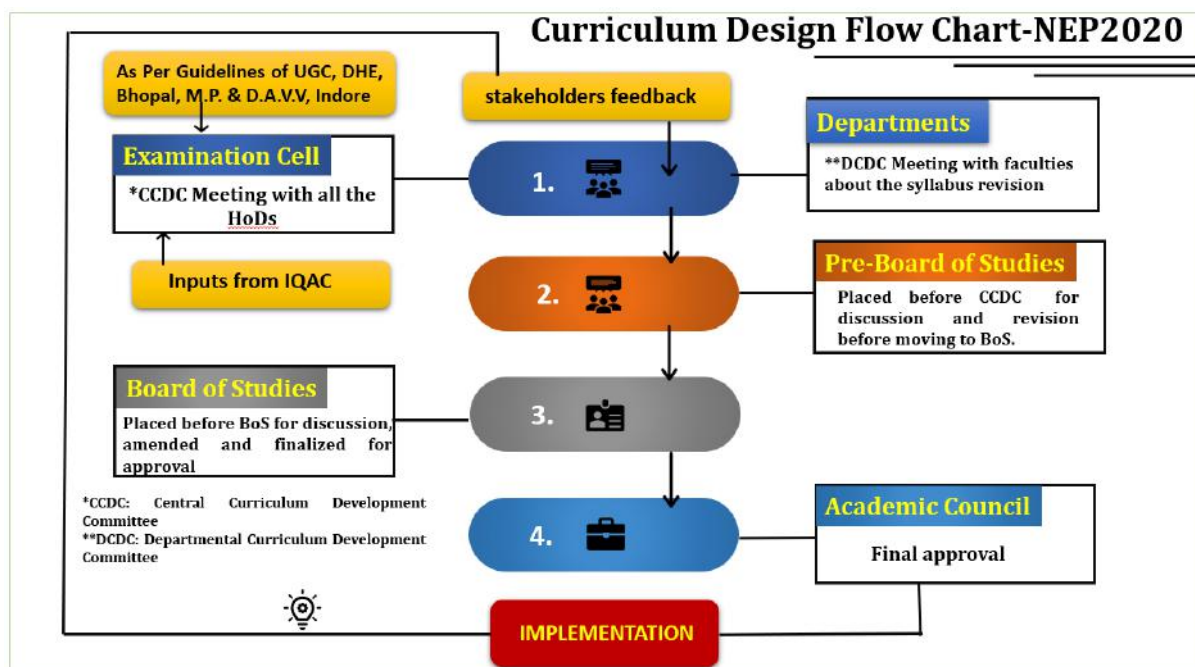 Curriculum Design Flow Chart-NEP2020
As Per Guidelines of UGC, DHE,
Bhopal, M.P. & D.A.V.V, Indore
stakeholders feedback
Examination Cell
*CCDC Meeting with all the
HoDs
Inputs from IQAC
1.
Departments
**DCDC Meeting with faculties
about the syllabus revision
2.
Pre-Board of Studies
Placed before CCDC for
discussion and revision
before moving to BoS.
Board of Studies
Placed before BoS for discussion,
amended and finalized for
approval
3.
*CCDC: Central Curriculum Development
Committee
**DCDC: Departmental Curriculum Development
Committee
4.
Academic Council
Final approval
IMPLEMENTATION